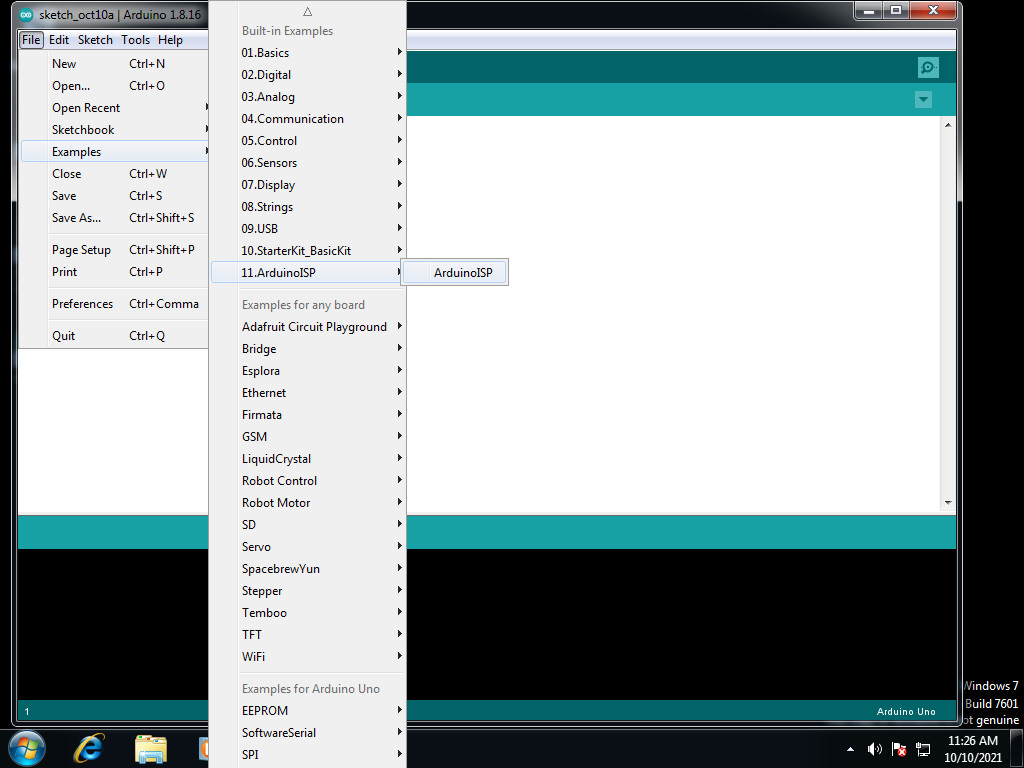 sketch_oct10a | Arduino 1.8.16
File Edit Sketch Tools Help
New Ctrl+N
Open... Ctrl+O
Open Recent
Sketchbook
Examples
Close Ctrl+W
Save Ctrl+S
Save As... Ctrl+Shift+S
Page Setup Ctrl+Shift+P
Print Ctrl+P
Preferences Ctrl+Comma
Quit Ctrl+Q
Built-in Examples
01.Basics
02.Digital
03.Analog
04.Communication
05.Control
06.Sensors
07.Display
08.Strings
09.USB
10.StarterKit_BasicKit
11.ArduinoISP
ArduinoISP
Examples for any board
Adafruit Circuit Playground
Bridge
Esplora
Ethernet
Firmata
GSM
LiquidCrystal
Robot Control
Robot Motor
SD
Servo
SpacebrewYun
Stepper
Temboo
TFT
WiFi
Examples for Arduino Uno
EEPROM
SoftwareSerial
SPI
1
Arduino Uno
Windows 7
Build 7601
ot genuine
11:26 AM
10/10/2021